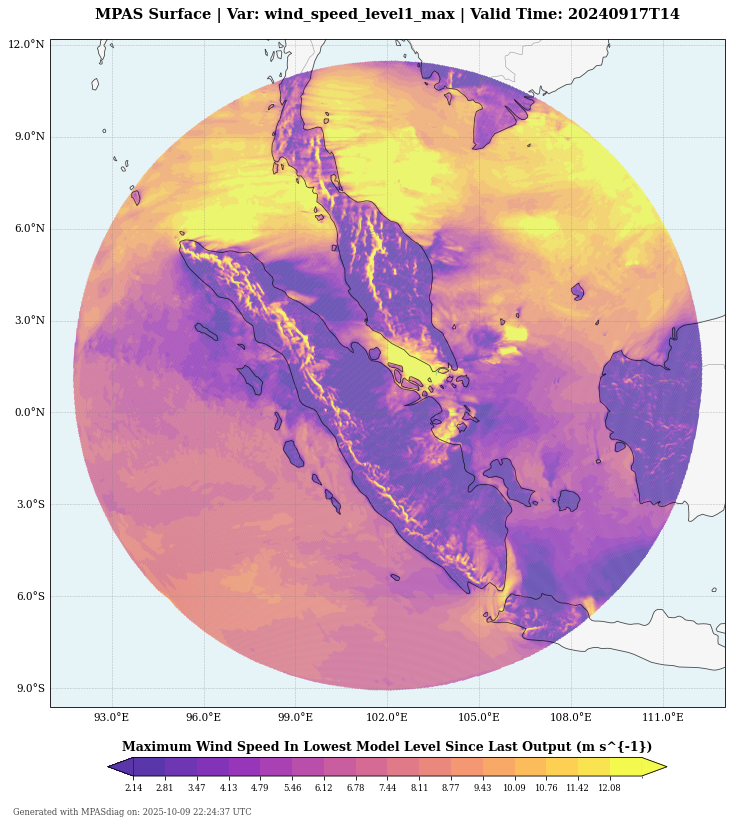 MPAS Surface | Var: wind_speed_level1_max | Valid Time: 20240917T14
12.0°N
9.0°N
6.0°N
3.0°N
0.0°N
3.0°S
6.0°S
9.0°S
93.0°E 96.0°E 99.0°E 102.0°E 105.0°E 108.0°E 111.0°E
Maximum Wind Speed In Lowest Model Level Since Last Output (m s^{-1})
2.14 2.81 3.47 4.13 4.79 5.46 6.12 6.78 7.44 8.11 8.77 9.43 10.09 10.76 11.42 12.08
Generated with MPASdiag on: 2025-10-09 22:24:37 UTC